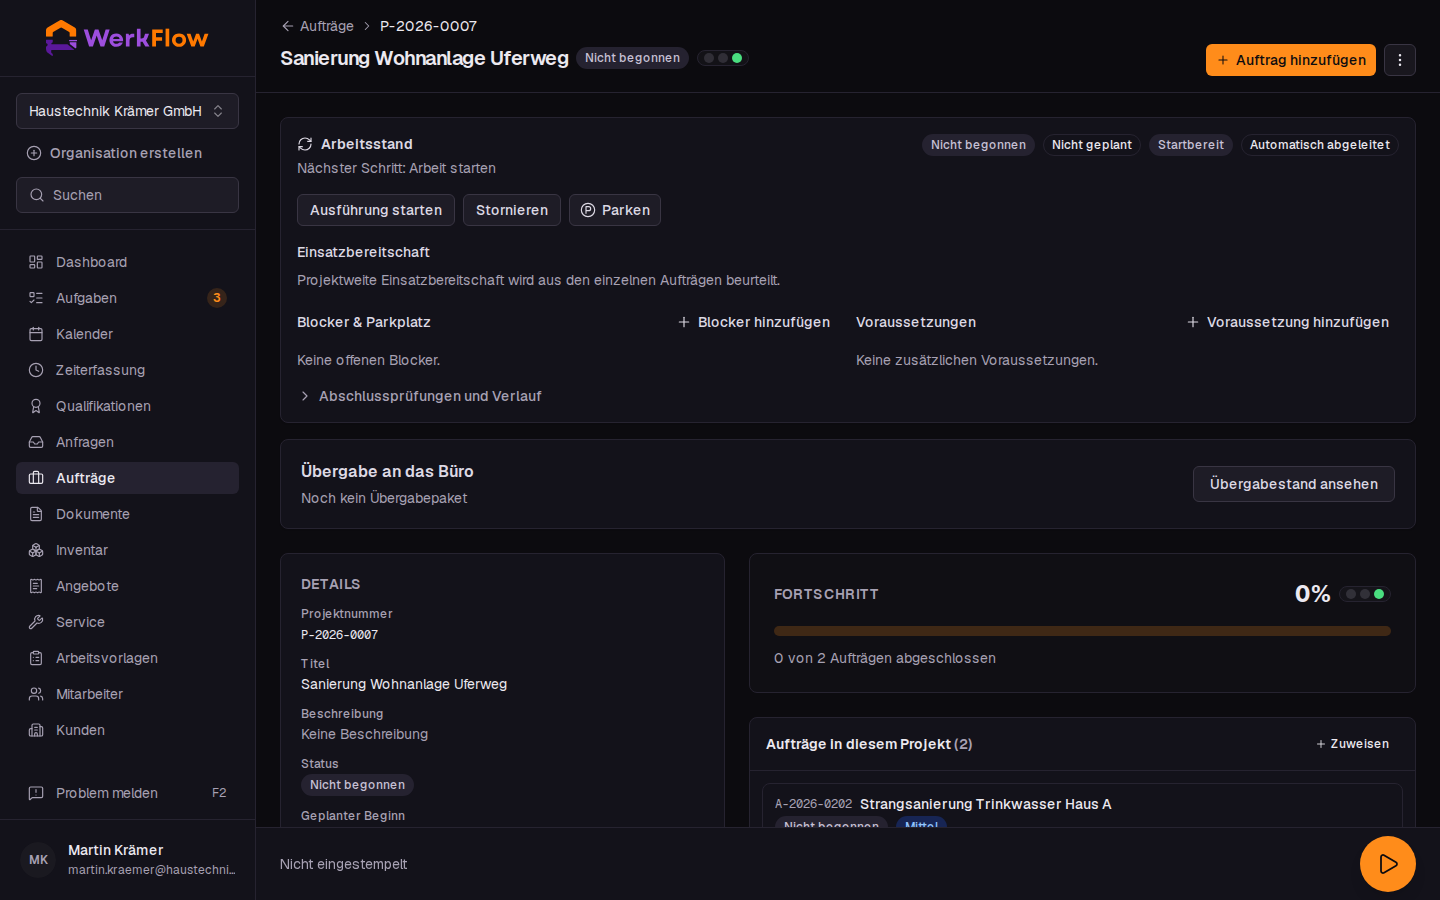 WerkFlow
Haustechnik Krämer GmbH
Organisation erstellen
Suchen
Dashboard
Aufgaben 3
Kalender
Zeiterfassung
Qualifikationen
Anfragen
Aufträge
Dokumente
Inventar
Angebote
Service
Arbeitsvorlagen
Mitarbeiter
Kunden
Problem melden F2
MK
Martin Krämer
martin.kraemer@haustechni...
Aufträge P-2026-0007
Sanierung Wohnanlage Uferweg Nicht begonnen
Auftrag hinzufügen
Arbeitsstand
Nicht begonnen Nicht geplant Startbereit Automatisch abgeleitet
Nächster Schritt: Arbeit starten
Ausführung starten Stornieren Parken
Einsatzbereitschaft
Projektweite Einsatzbereitschaft wird aus den einzelnen Aufträgen beurteilt.
Blocker & Parkplatz Blocker hinzufügen
Keine offenen Blocker.
Voraussetzungen Voraussetzung hinzufügen
Keine zusätzlichen Voraussetzungen.
Abschlussprüfungen und Verlauf
Übergabe an das Büro
Noch kein Übergabepaket
Übergabestand ansehen
DETAILS
Projektnummer
P-2026-0007
Titel
Sanierung Wohnanlage Uferweg
Beschreibung
Keine Beschreibung
Status
Nicht begonnen
Geplanter Beginn
FORTSCHRITT 0%
0 von 2 Aufträgen abgeschlossen
Aufträge in diesem Projekt (2) Zuweisen
A-2026-0202 Strangsanierung Trinkwasser Haus A
Nicht begonnen Mittel
Nicht eingestempelt